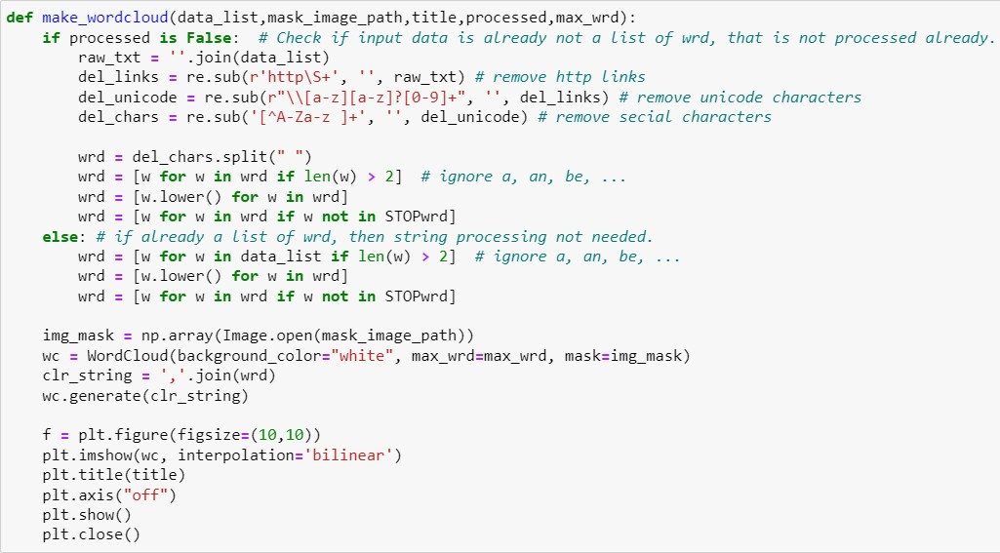 def make_wordcloud(data_list,mask_image_path,title,processed,max_wrd):
    if processed is False:  # Check if input data is already not a list of wrd, that is not processed already.
        raw_txt = ''.join(data_list)
        del_links = re.sub(r'http\S+', '', raw_txt) # remove http links
        del_unicode = re.sub(r"\\[a-z][a-z]?[0-9]+", '', del_links) # remove unicode characters
        del_chars = re.sub('[^A-Za-z ]+', '', del_unicode) # remove secial characters

        wrd = del_chars.split(" ")
        wrd = [w for w in wrd if len(w) > 2]  # ignore a, an, be, ...
        wrd = [w.lower() for w in wrd]
        wrd = [w for w in wrd if w not in STOPwrd]
    else: # if already a list of wrd, then string processing not needed.
        wrd = [w for w in data_list if len(w) > 2]  # ignore a, an, be, ...
        wrd = [w.lower() for w in wrd]
        wrd = [w for w in wrd if w not in STOPwrd]

    img_mask = np.array(Image.open(mask_image_path))
    wc = WordCloud(background_color="white", max_wrd=max_wrd, mask=img_mask)
    clr_string = ','.join(wrd)
    wc.generate(clr_string)

    f = plt.figure(figsize=(10,10))
    plt.imshow(wc, interpolation='bilinear')
    plt.title(title)
    plt.axis("off")
    plt.show()
    plt.close()